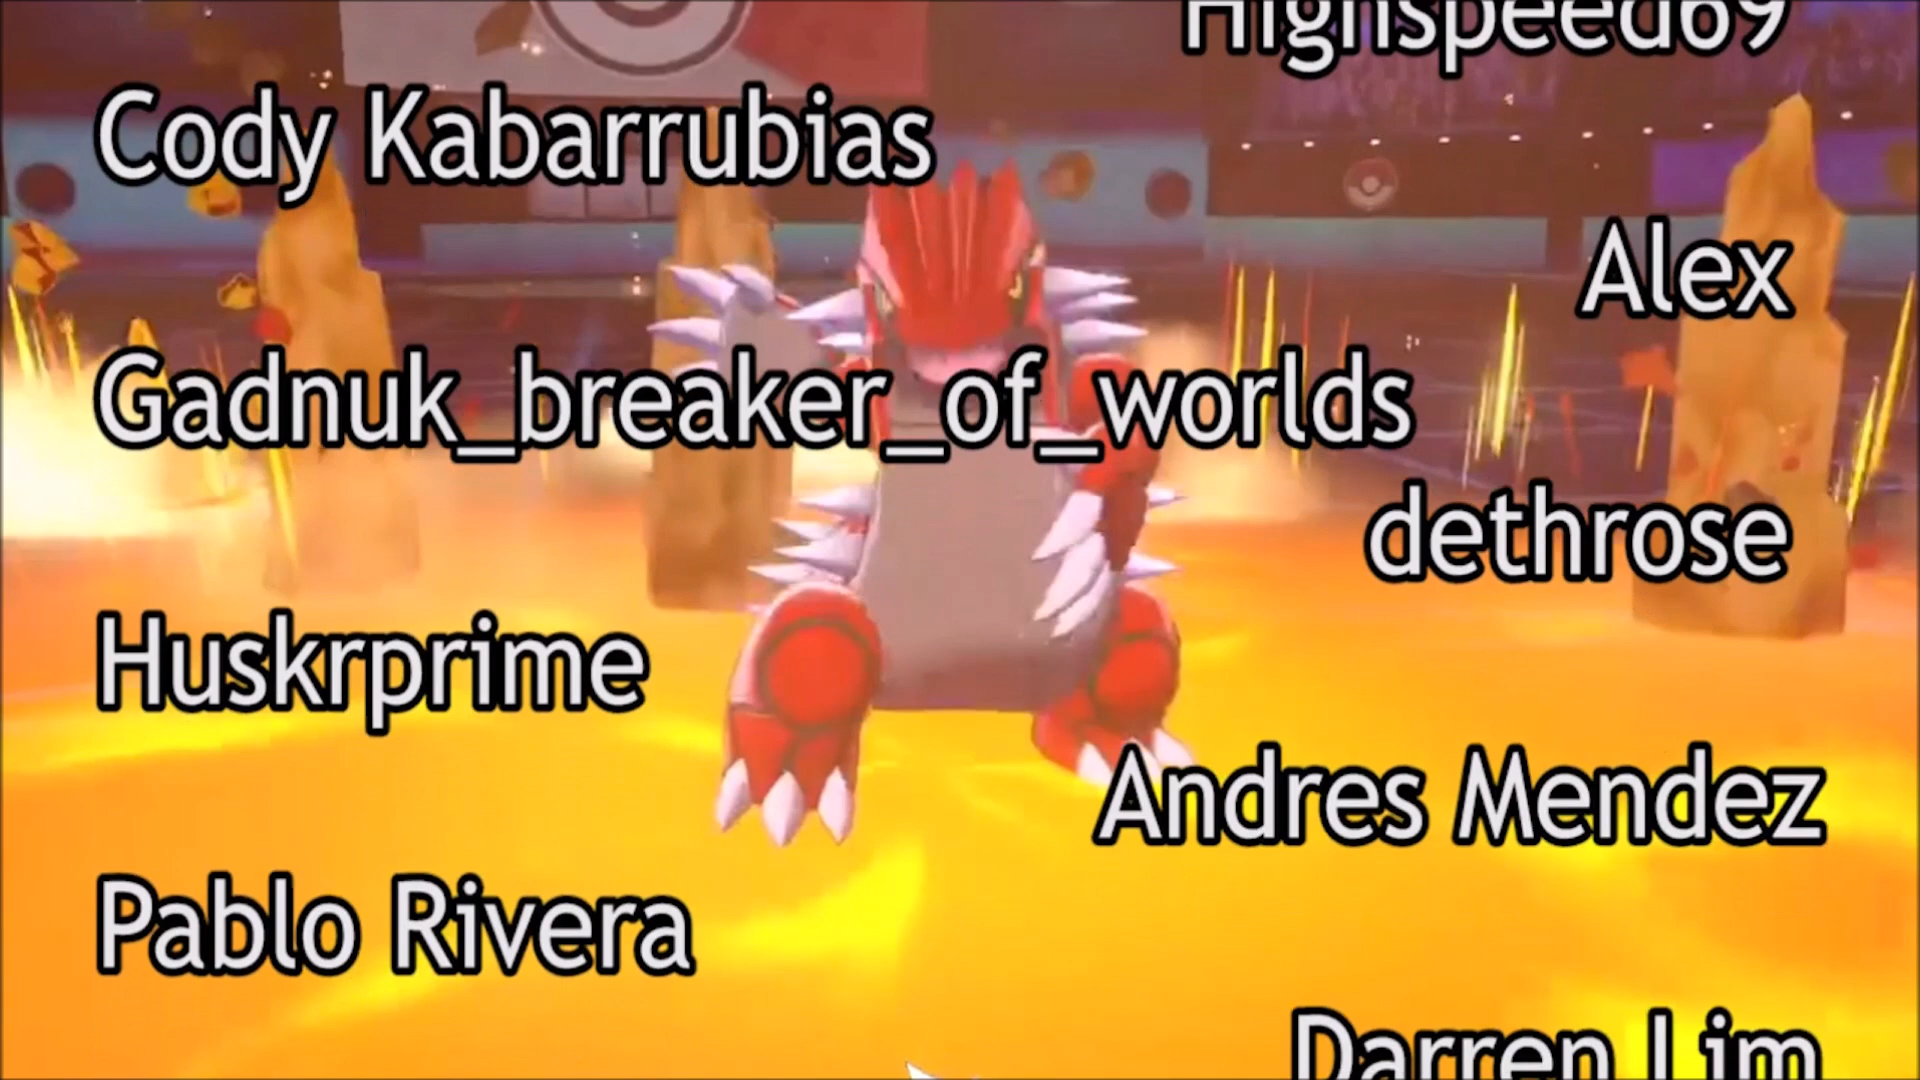 Highspeed69
Cody Kabarrubias
Alex
Gadnuk_breaker_of_worlds
dethrose
Huskrprime
Andres Mendez
Pablo Rivera
Darren Lim